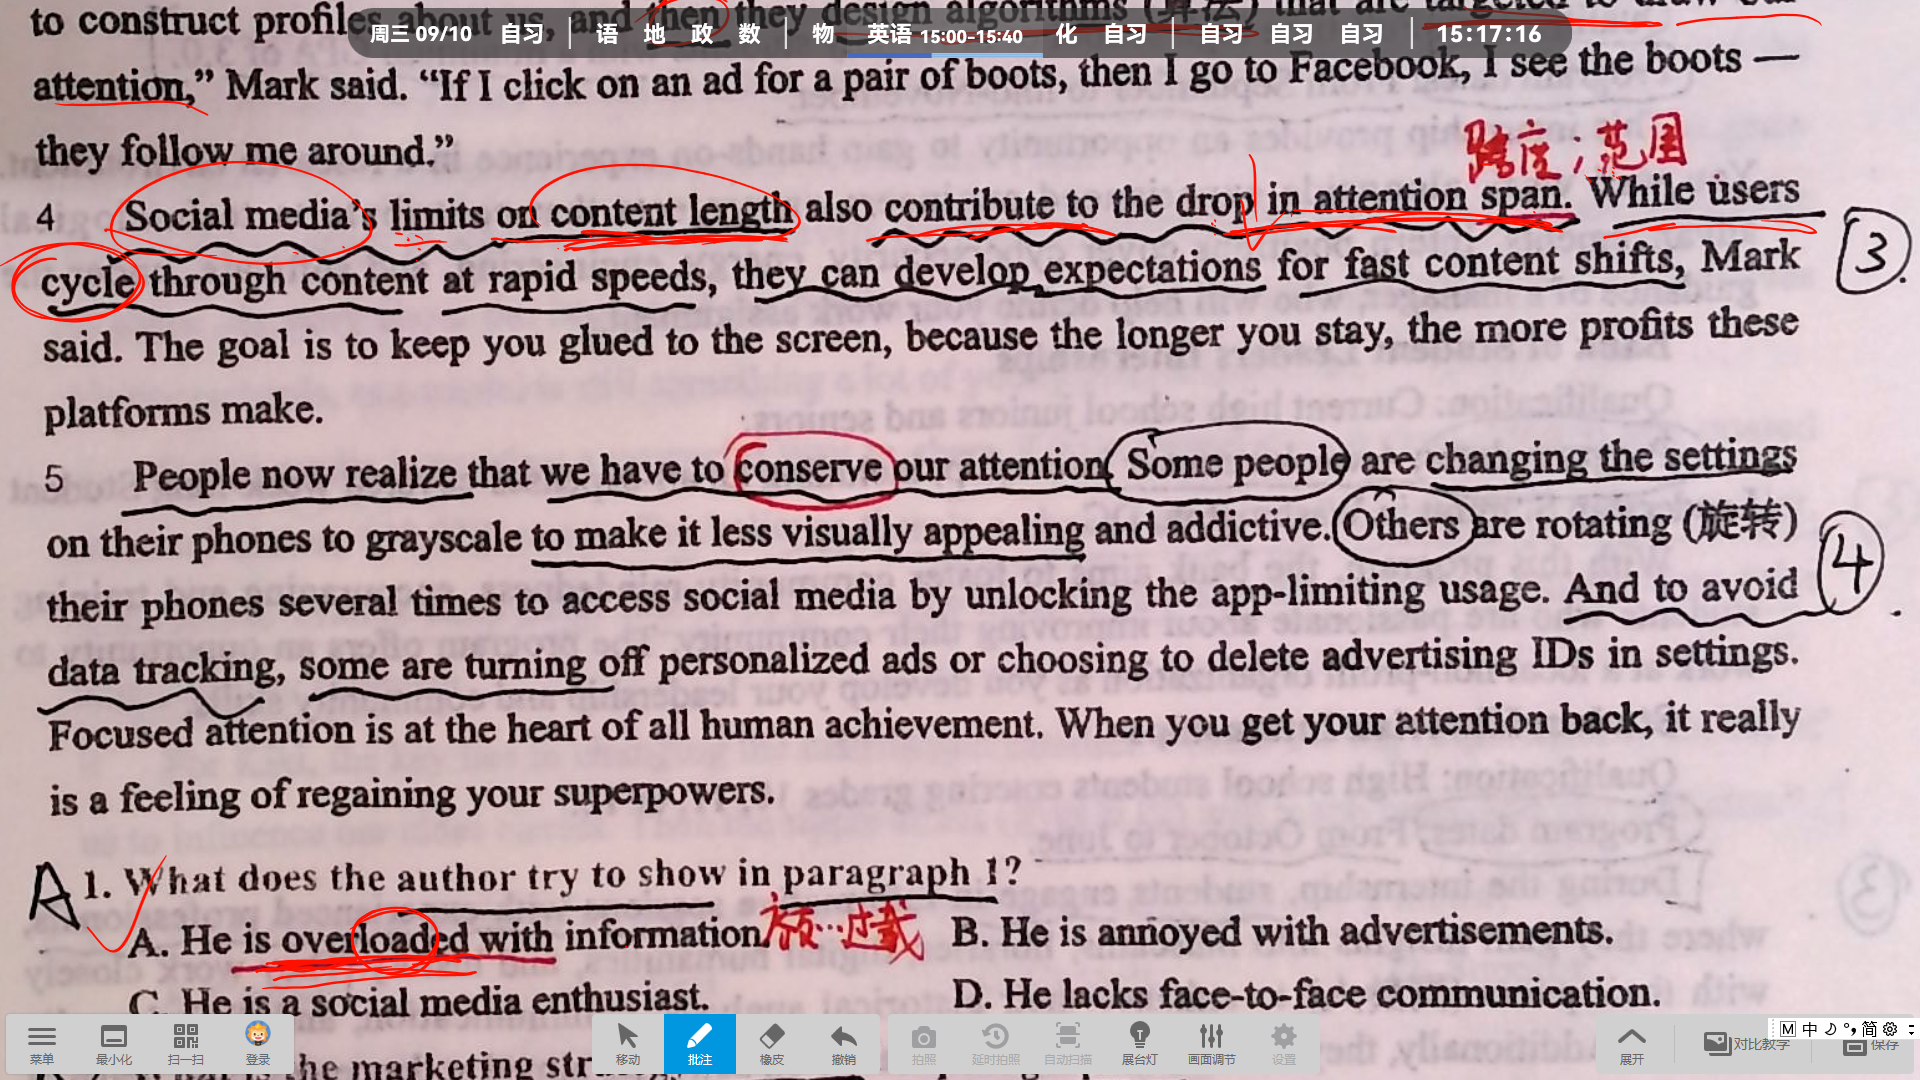 to construct profiles about us, and then they design algorithms (算法) that are targeted to draw our
周三 09/10 自习 语 地 政 数 物 英语 15:00-15:40 化 自习 自习 自习 自习 15:17:16
attention,” Mark said. “If I click on an ad for a pair of boots, then I go to Facebook, I see the boots —
they follow me around.”
跨度；范围
4 Social media’s limits on content length also contribute to the drop in attention span. While users
③
cycle through content at rapid speeds, they can develop expectations for fast content shifts, Mark
said. The goal is to keep you glued to the screen, because the longer you stay, the more profits these
platforms make.
5 People now realize that we have to conserve our attention. Some people are changing the settings
on their phones to grayscale to make it less visually appealing and addictive. Others are rotating (旋转)
④
their phones several times to access social media by unlocking the app-limiting usage. And to avoid
data tracking, some are turning off personalized ads or choosing to delete advertising IDs in settings.
Focused attention is at the heart of all human achievement. When you get your attention back, it really
is a feeling of regaining your superpowers.
A 1. What does the author try to show in paragraph 1?
A. He is overloaded with information. 过载 B. He is annoyed with advertisements.
C. He is a social media enthusiast. D. He lacks face-to-face communication.
he marketing str
菜单 最小化 扫一扫 登录 移动 批注 橡皮 撤销 拍照 延时拍照 自动扫描 展台灯 画面调节 设置 展开 对比教学 保存
M 中 简